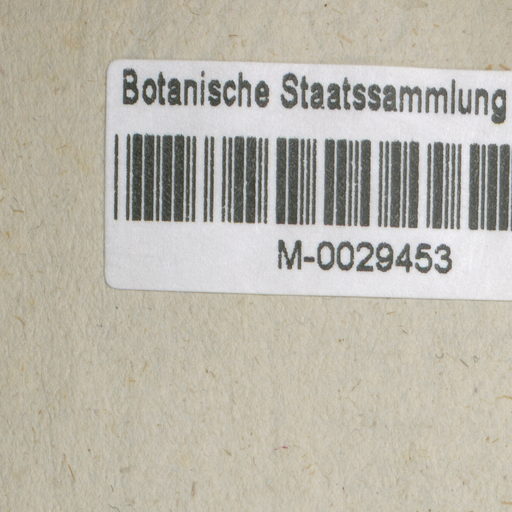 Botanische Staatssammlung
M-0029453